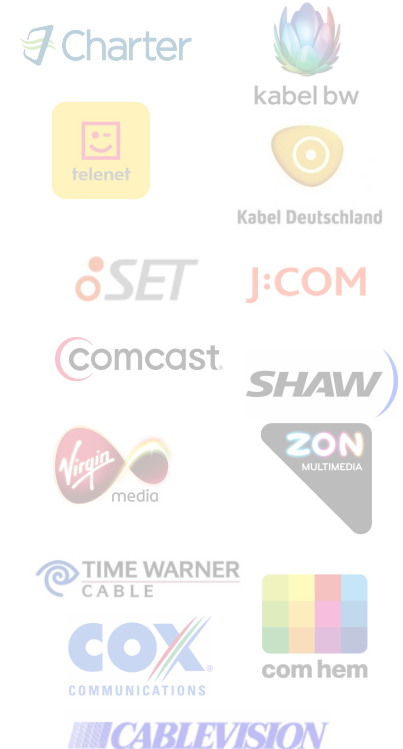 Charter
kabel bw
telenet
Kabel Deutschland
SET
J:COM
comcast.
SHAW
Virgin
media
ZON
MULTIMEDIA
TIME WARNER
CABLE
COX
COMMUNICATIONS
com hem
CABLEVISION